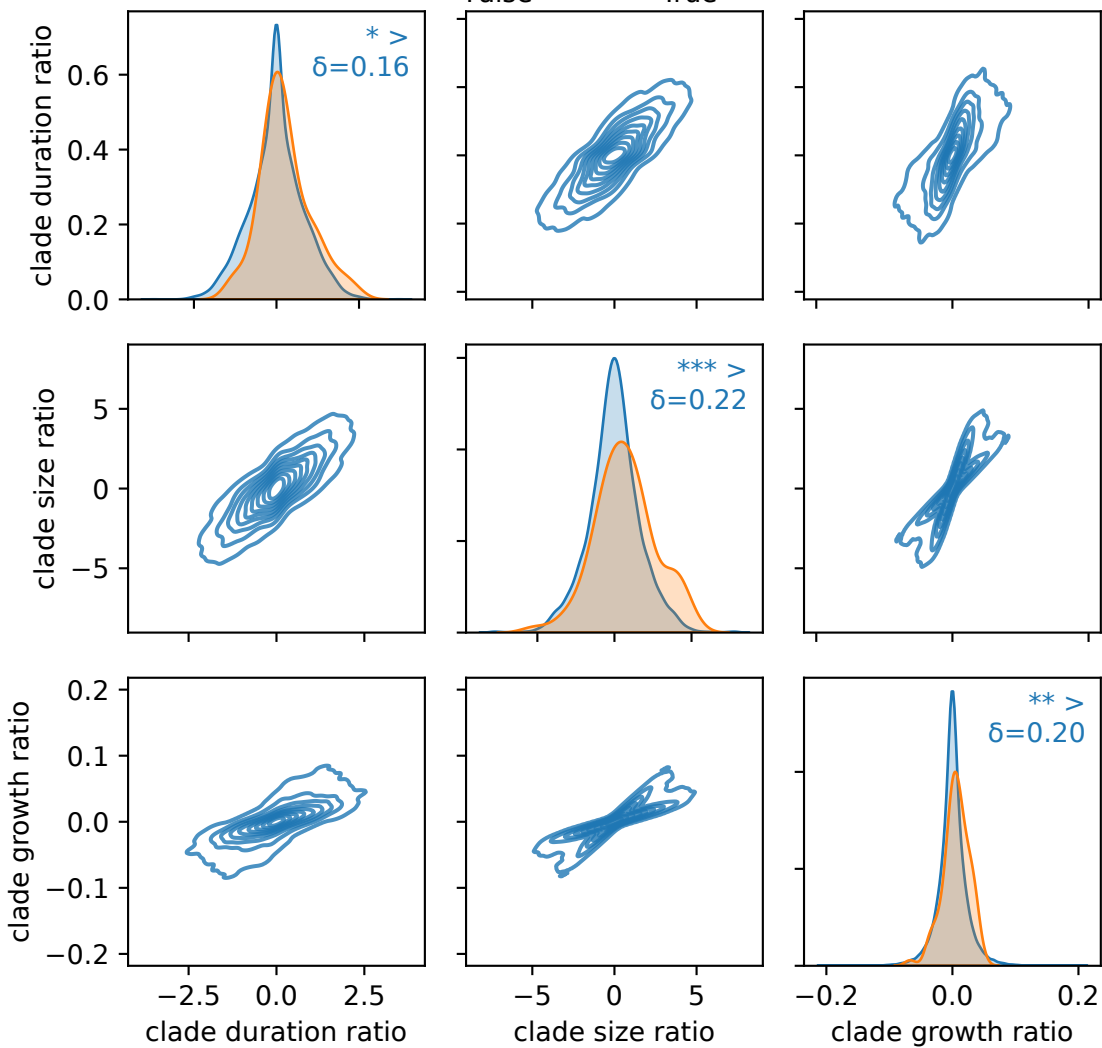 clade duration ratio
0.6
0.4
0.2
0.0
* >
δ=0.16
clade size ratio
5
0
−5
*** >
δ=0.22
clade growth ratio
0.2
0.1
0.0
−0.1
−0.2
** >
δ=0.20
−2.5 0.0 2.5
clade duration ratio
−5 0 5
clade size ratio
−0.2 0.0 0.2
clade growth ratio